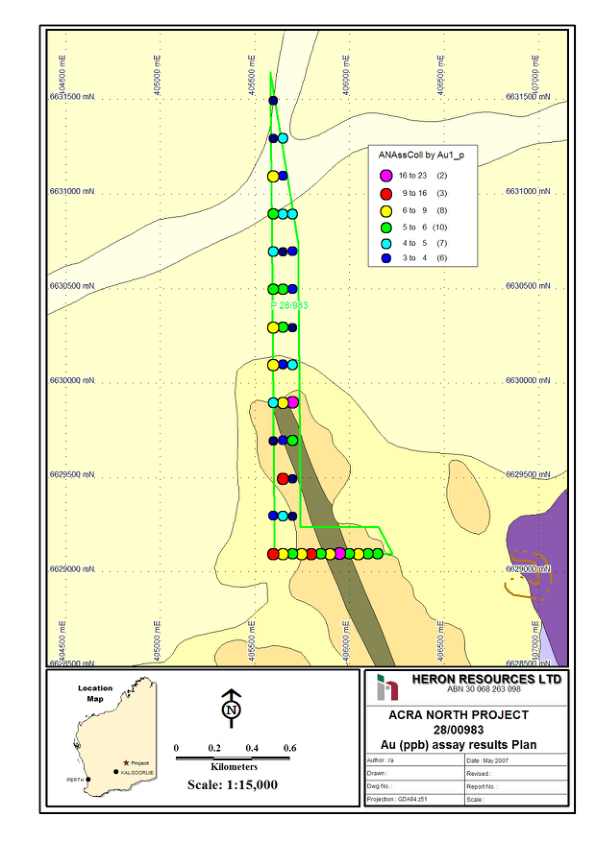 404500 mE
405000 mE
405500 mE
406000 mE
406500 mE
407000 mE
6631500 mN
6631500 mN
ANAssColl by Au1_p
16 to 23 (2)
9 to 16 (3)
6 to 9 (8)
5 to 6 (10)
4 to 5 (7)
3 to 4 (6)
6631000 mN
6631000 mN
6630500 mN
6630500 mN
P 28/983
6630000 mN
6630000 mN
6629500 mN
6629500 mN
6629000 mN
6629000 mN
404500 mE
405000 mE
405500 mE
406000 mE
406500 mE
407000 mE
6628500 mN
6628500 mN
Location
Map
Project
KALGOORLIE
PERTH
N
0 0.2 0.4 0.6
Kilometers
Scale: 1:15,000
HERON RESOURCES LTD
ABN 30 068 263 098
ACRA NORTH PROJECT
28/00983
Au (ppb) assay results Plan
Author : ra
Date : May 2007
Drawn :
Revised :
Dwg No. :
Report No. :
Projection : GDA94 z51
Scale :